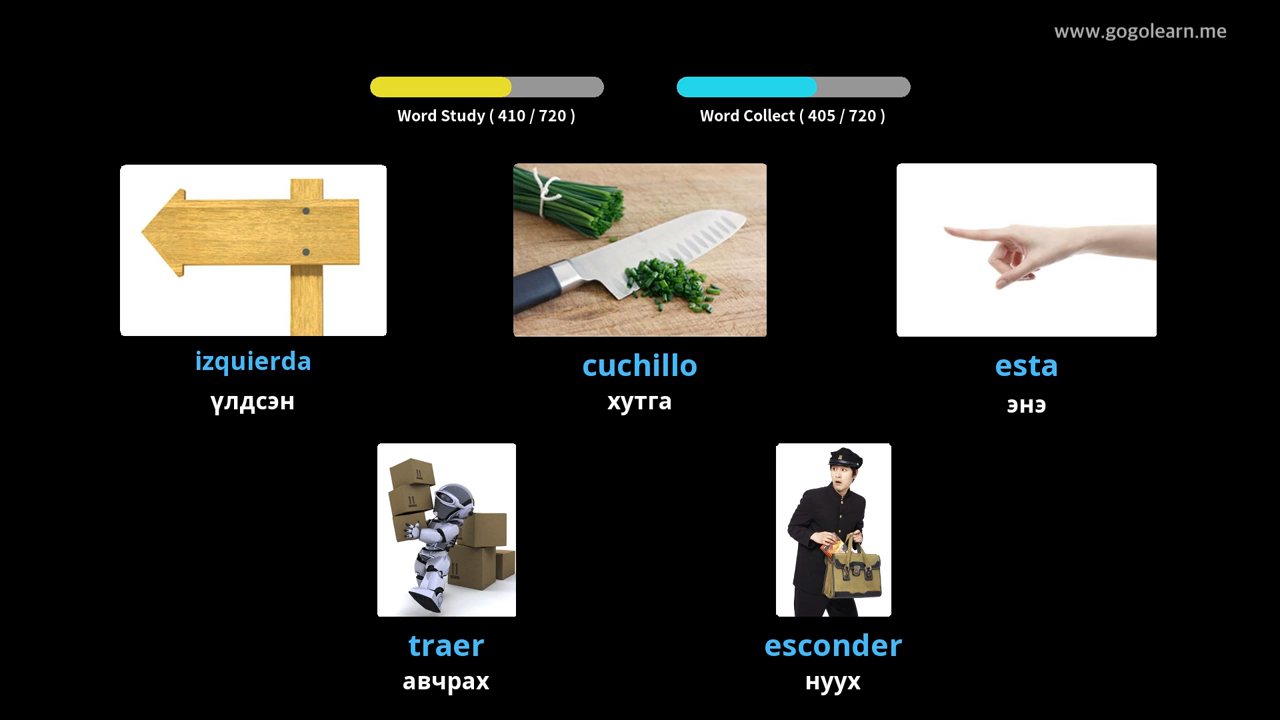 www.gogolearn.me
Word Study ( 410 / 720 )
Word Collect ( 405 / 720 )
izquierda
үлдсэн
cuchillo
хутга
esta
энэ
traer
авчрах
esconder
нуух